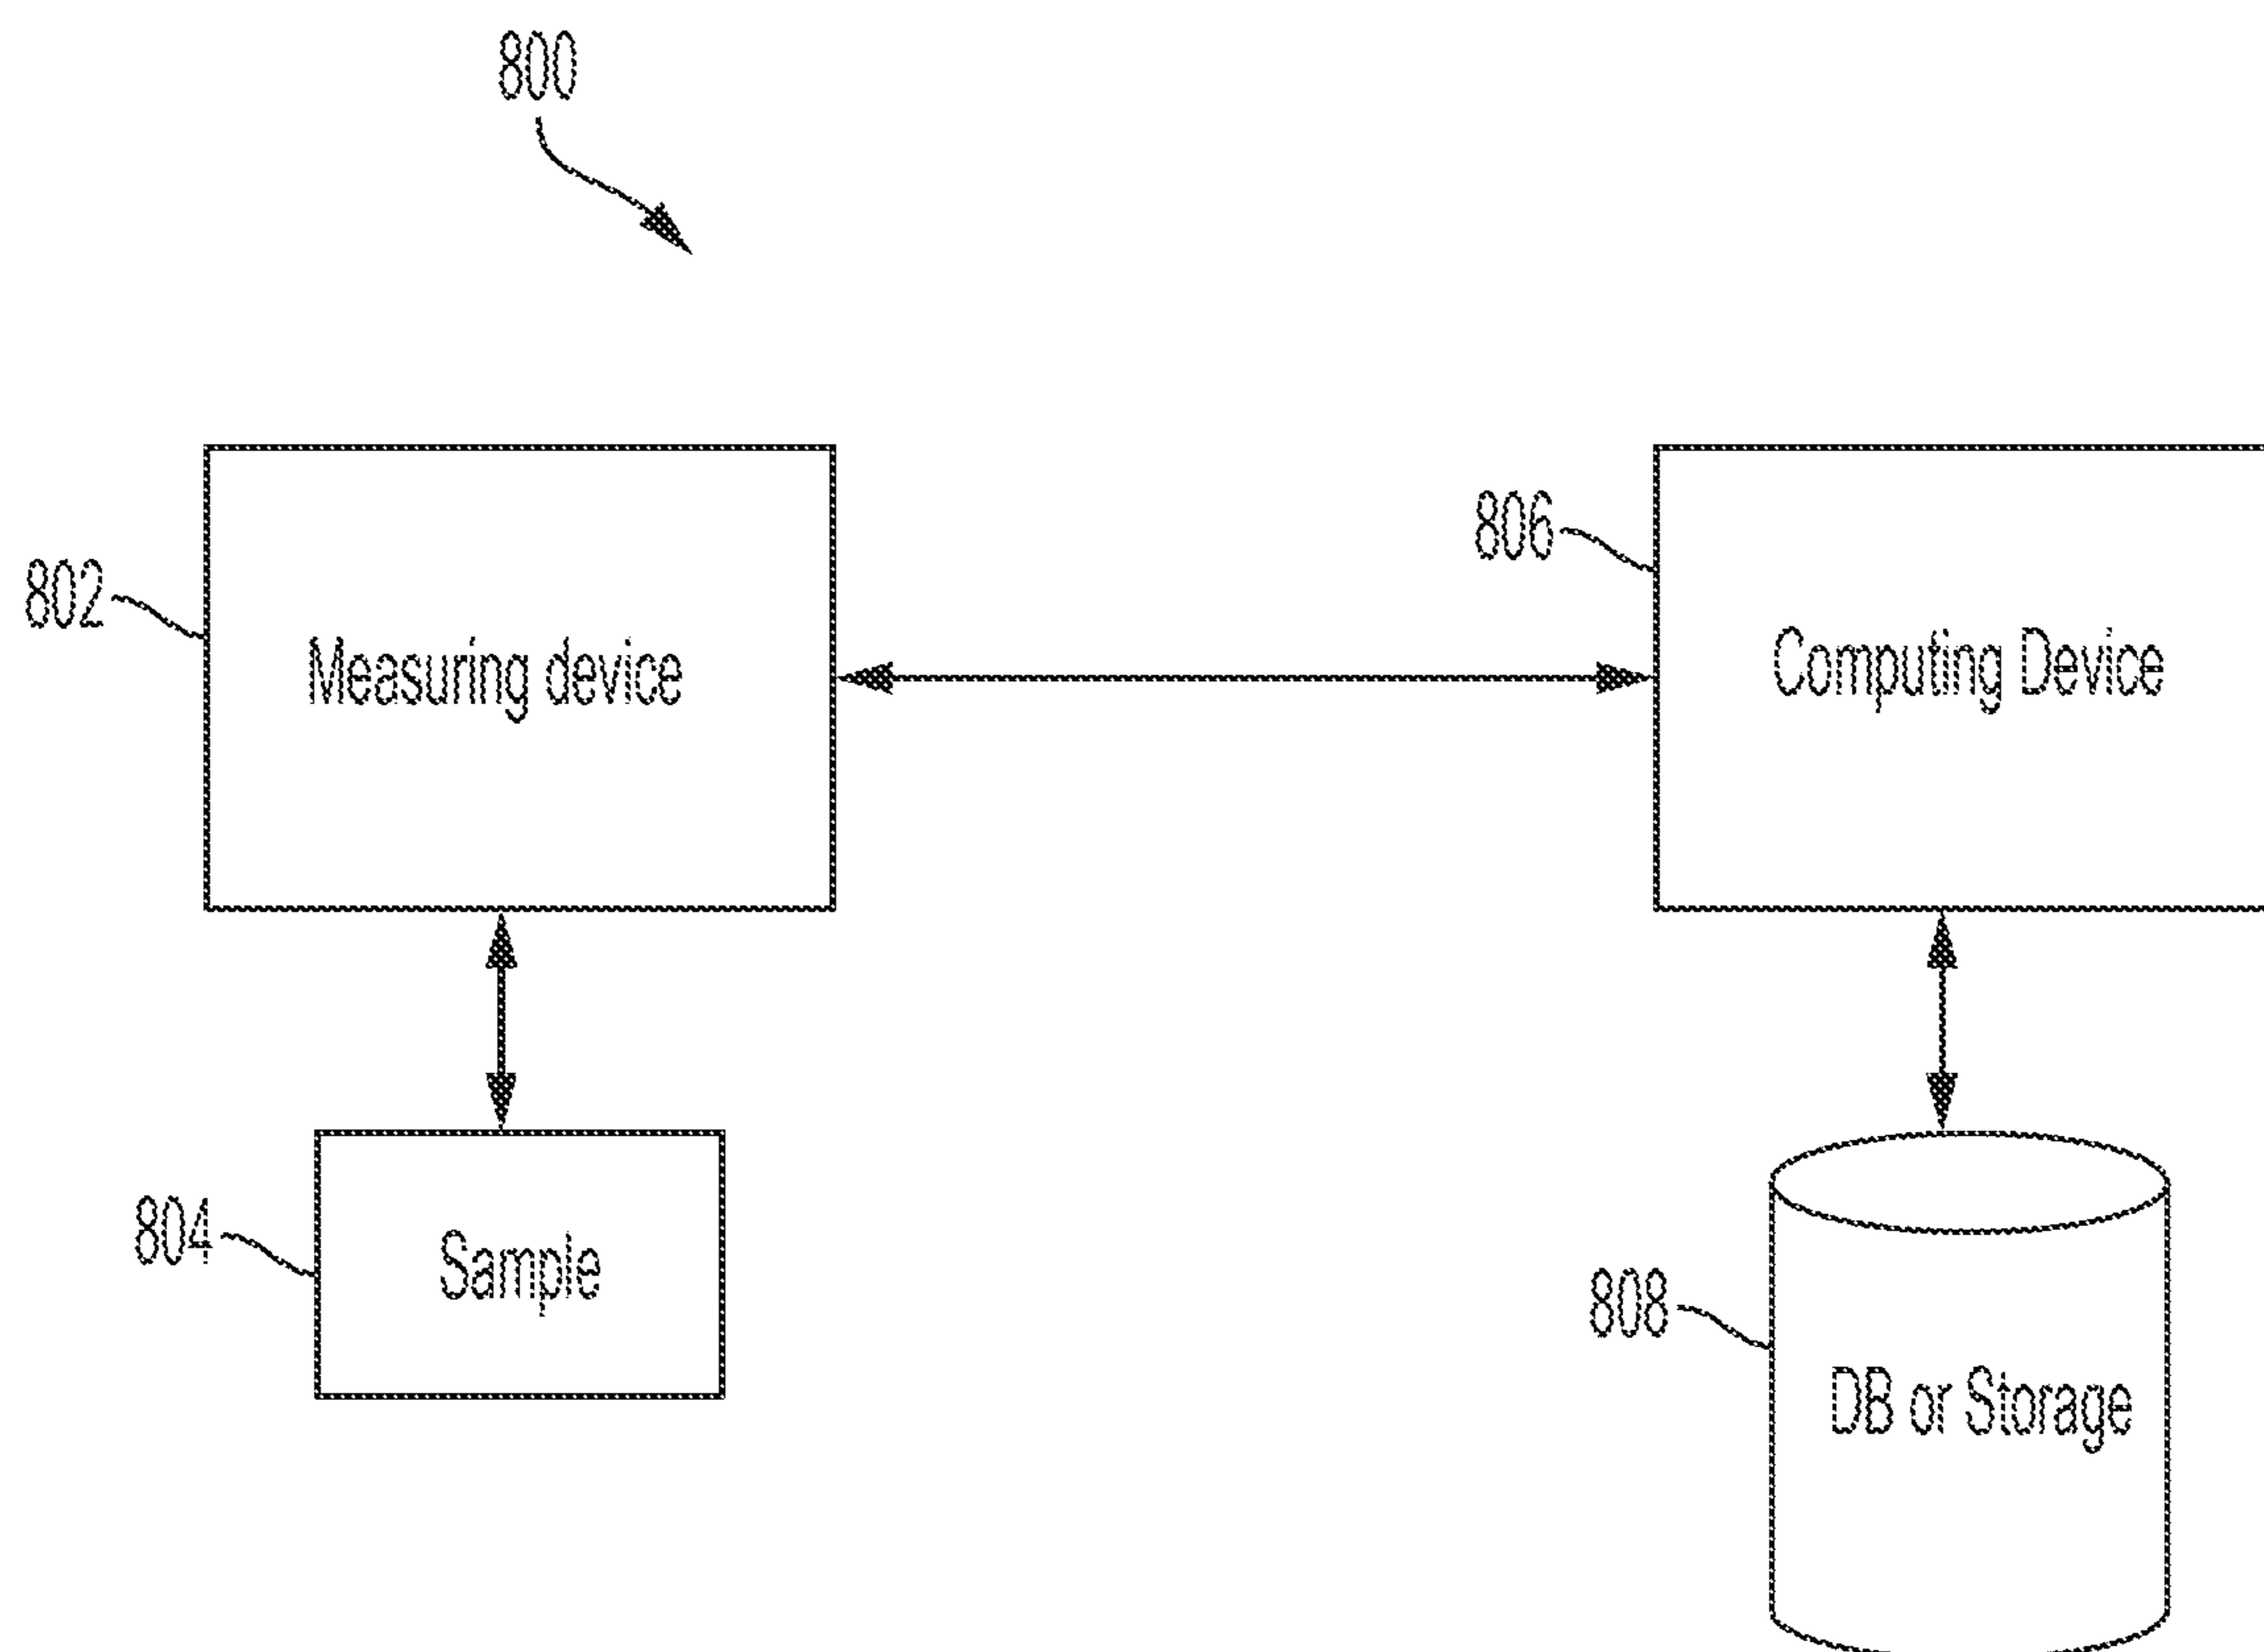 800
802
Measuring device
806
Computing Device
804
Sample
808
DB or Storage